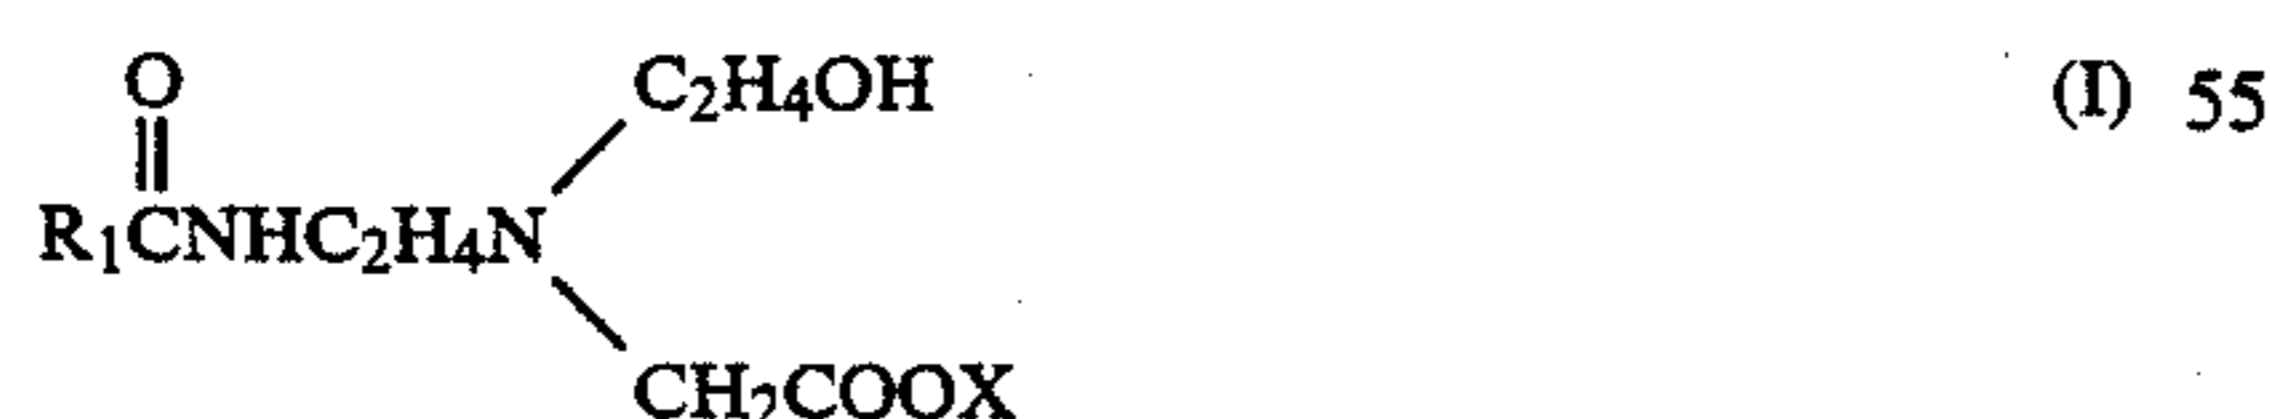 O
C₂H₄OH (I) 55
R₁CNHC₂H₄N
CH₂COOX